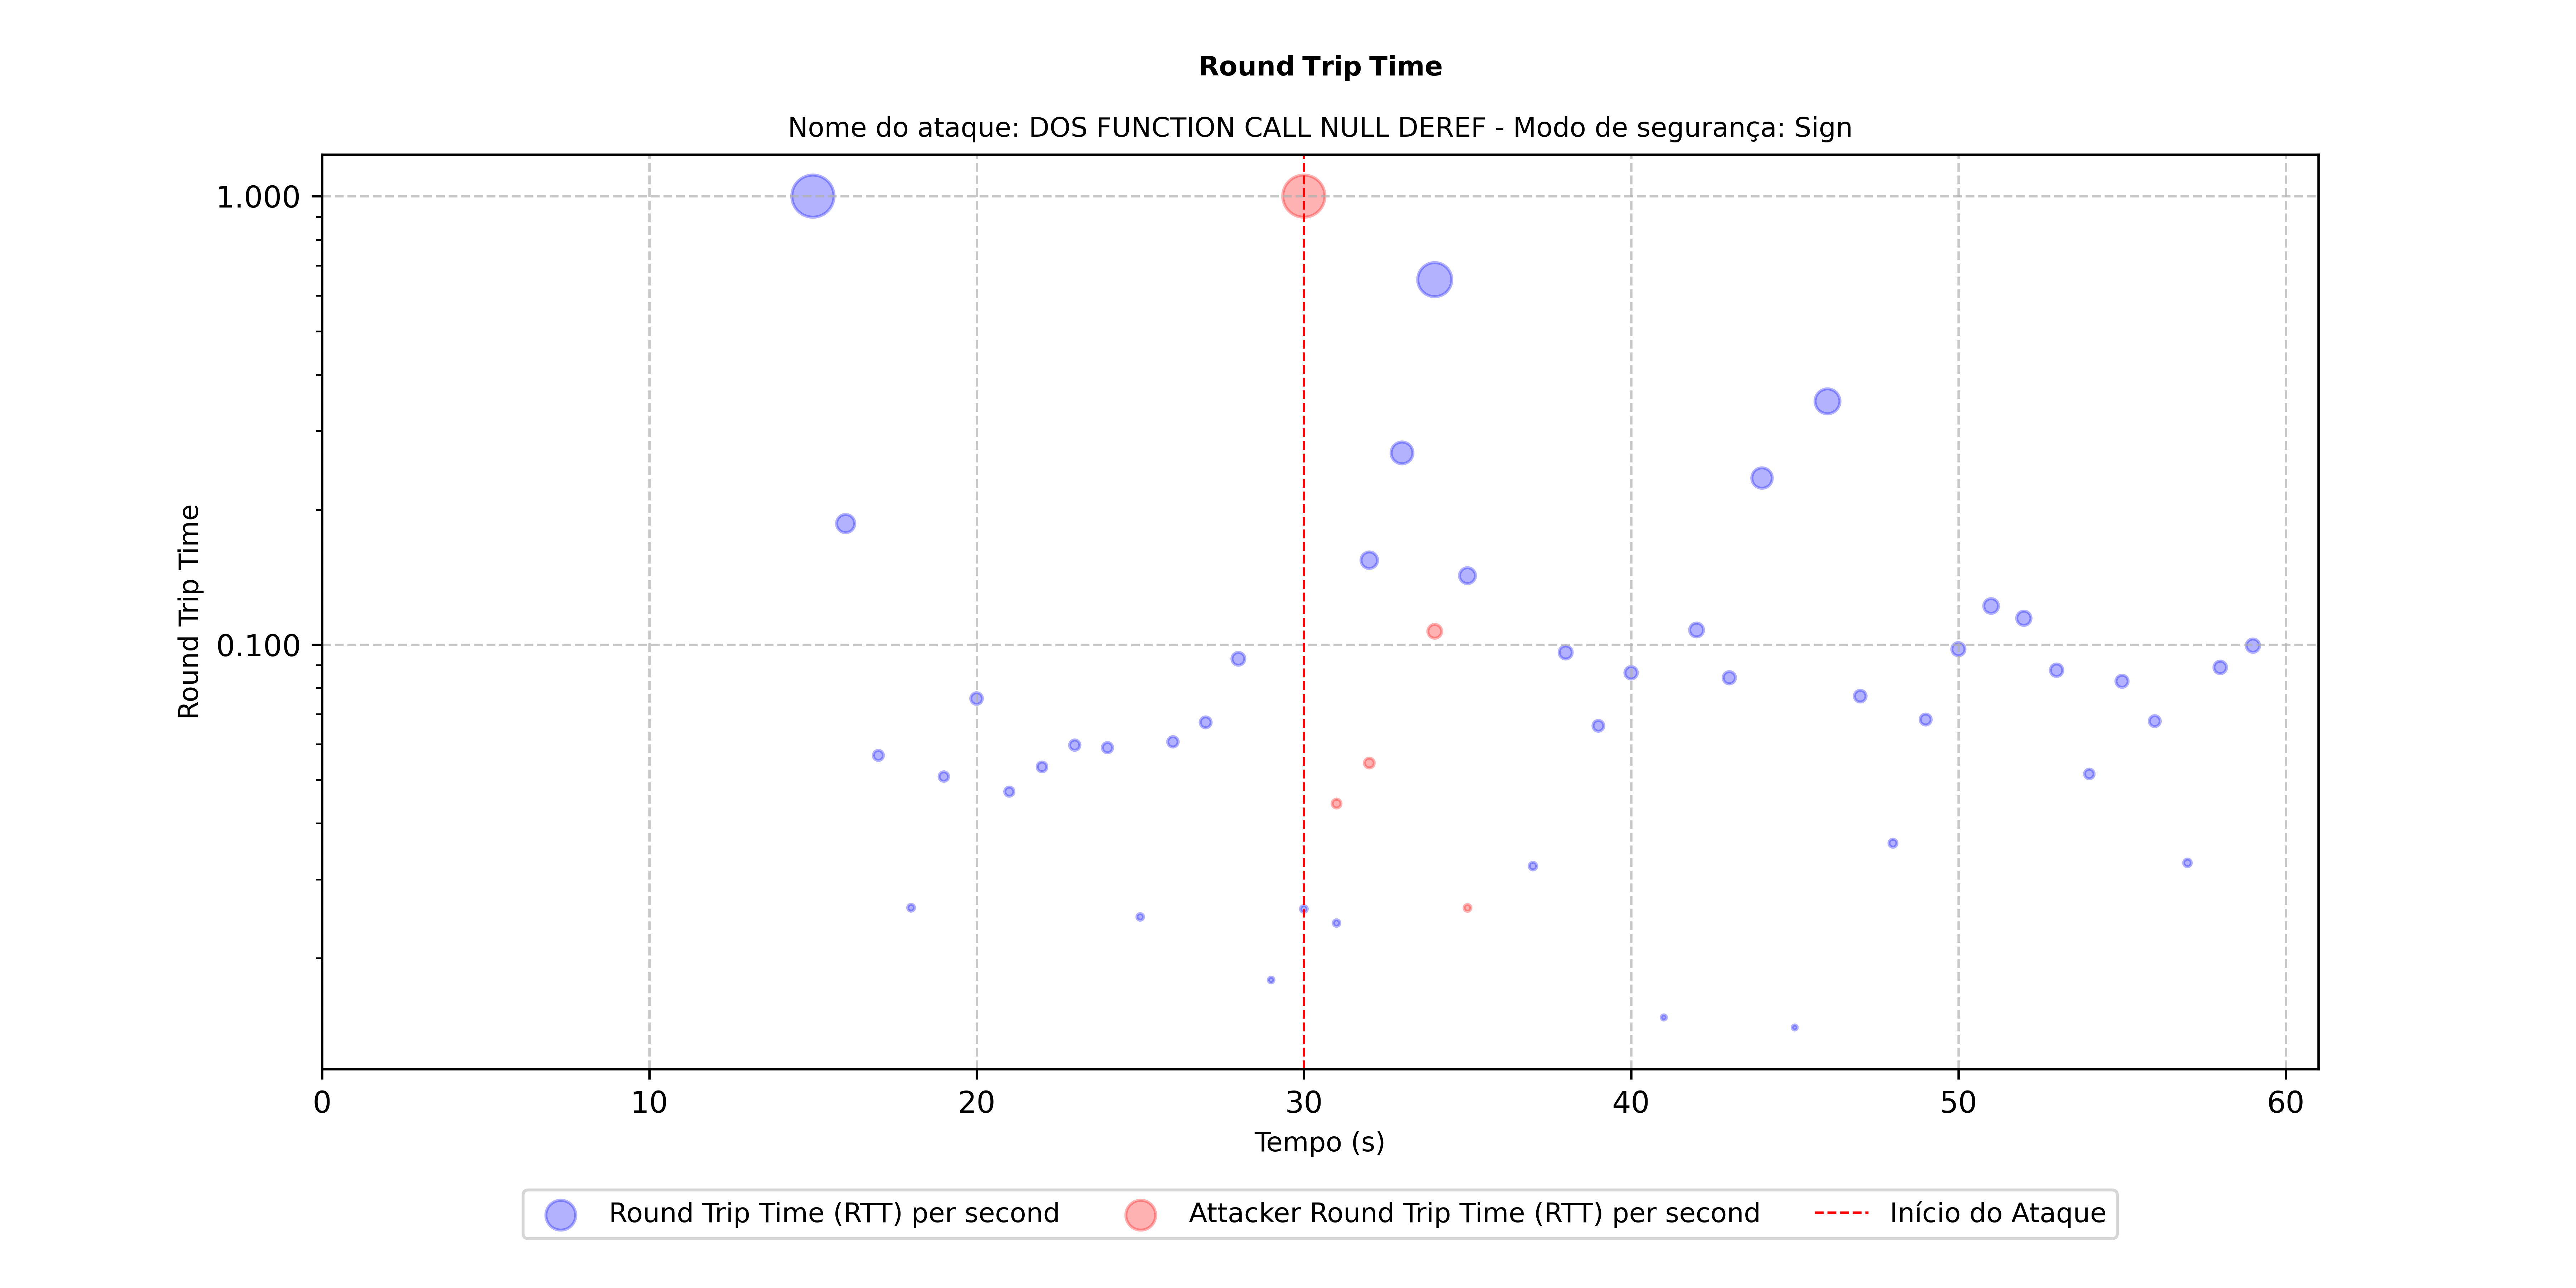 Round Trip Time
Nome do ataque: DOS FUNCTION CALL NULL DEREF - Modo de segurança: Sign
1.000
0.100
Round Trip Time
0 10 20 30 40 50 60
Tempo (s)
Round Trip Time (RTT) per second Attacker Round Trip Time (RTT) per second Início do Ataque